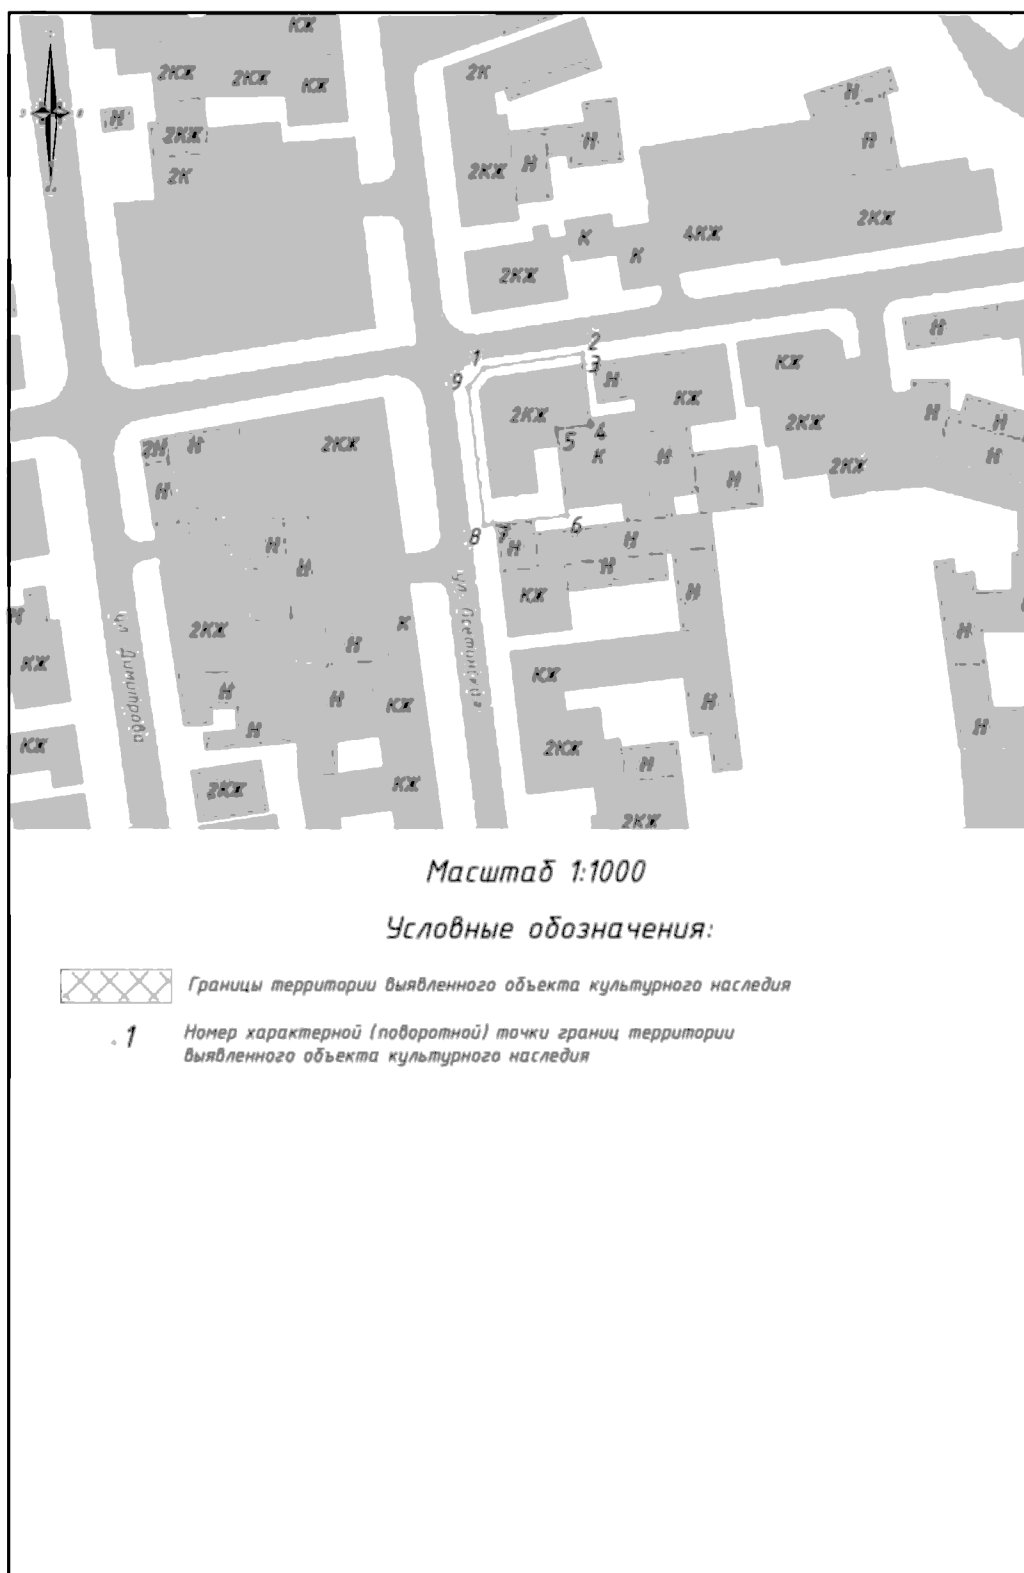 КЖ
2КЖ
2КЖ
КЖ
2К
Н
Н
Н
2КЖ
2К
2КЖ
Н
Н
Н
К
4КЖ
2КЖ
К
2КЖ
Н
1
2
3
9
Н
КЖ
КЖ
2КЖ
2КЖ
2КЖ
2КЖ
Н
Н
Н
2Н
Н
2КЖ
4
5
К
Н
Н
Н
6
7
8
Н
Н
Н
Н
Н
КЖ
Н
Н
2КЖ
К
Н
КЖ
КЖ
Н
Н
КЖ
Н
Н
КЖ
2КЖ
Н
Н
2КЖ
КЖ
2КЖ
ул. Димитрова
ул. Осетинская
Масштаб 1:1000
Условные обозначения:
Границы территории выявленного объекта культурного наследия
1
Номер характерной (поворотной) точки границ территории
выявленного объекта культурного наследия